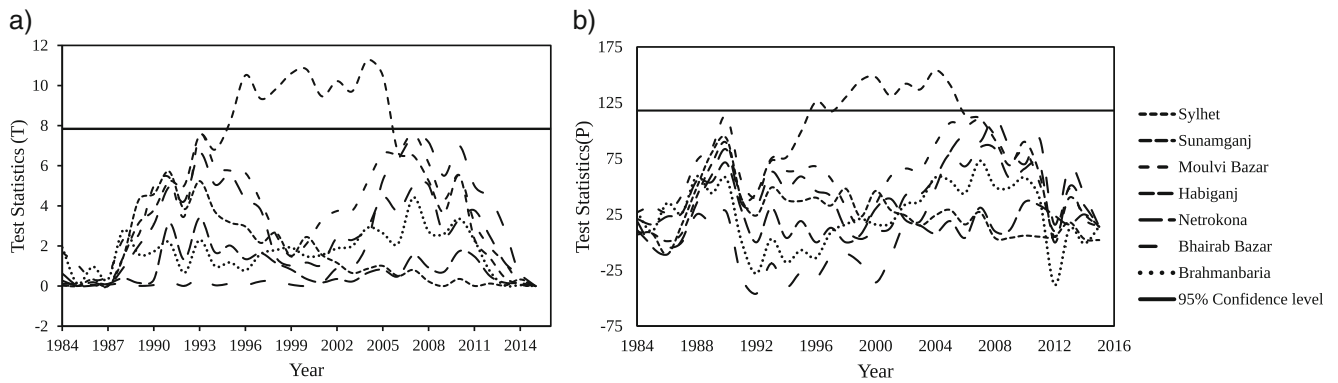 a)
12
10
8
6
4
2
0
-2
Test Statistics (T)
1984 1987 1990 1993 1996 1999 2002 2005 2008 2011 2014
Year
b)
175
125
75
25
-25
-75
Test Statistics(P)
1984 1988 1992 1996 2000 2004 2008 2012 2016
Year
Sylhet
Sunamganj
Moulvi Bazar
Habiganj
Netrokona
Bhairab Bazar
Brahmanbaria
95% Confidence level